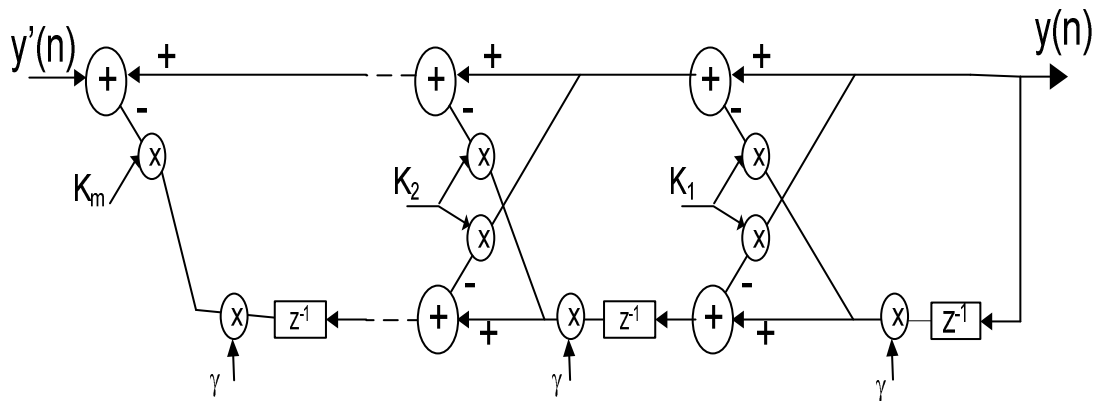 y'(n) + + + + + + y(n)
- - -
x x x
K_m K_2 K_1
x x
- -
x z⁻¹ + + x z⁻¹ + + x z⁻¹
γ γ γ